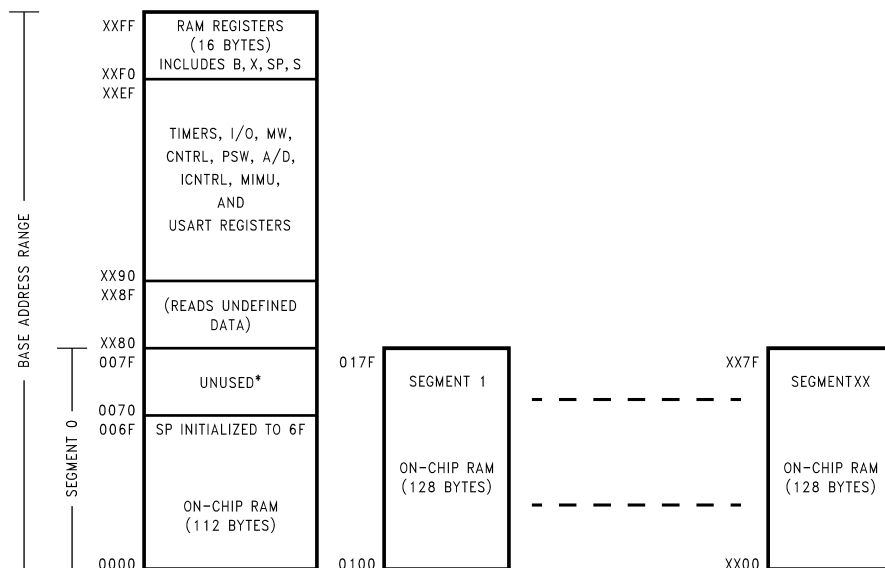 XXFF
RAM REGISTERS
(16 BYTES)
INCLUDES B, X, SP, S
XXF0
XXEF
TIMERS, I/O, MW,
CNTRL, PSW, A/D,
ICNTRL, MIMU,
AND
USART REGISTERS
XX90
XX8F
(READS UNDEFINED
DATA)
XX80
007F
UNUSED*
0070
006F
SP INITIALIZED TO 6F
ON-CHIP RAM
(112 BYTES)
0000
BASE ADDRESS RANGE
SEGMENT 0
017F
SEGMENT 1
ON-CHIP RAM
(128 BYTES)
0100
XX7F
SEGMENTXX
ON-CHIP RAM
(128 BYTES)
XX00